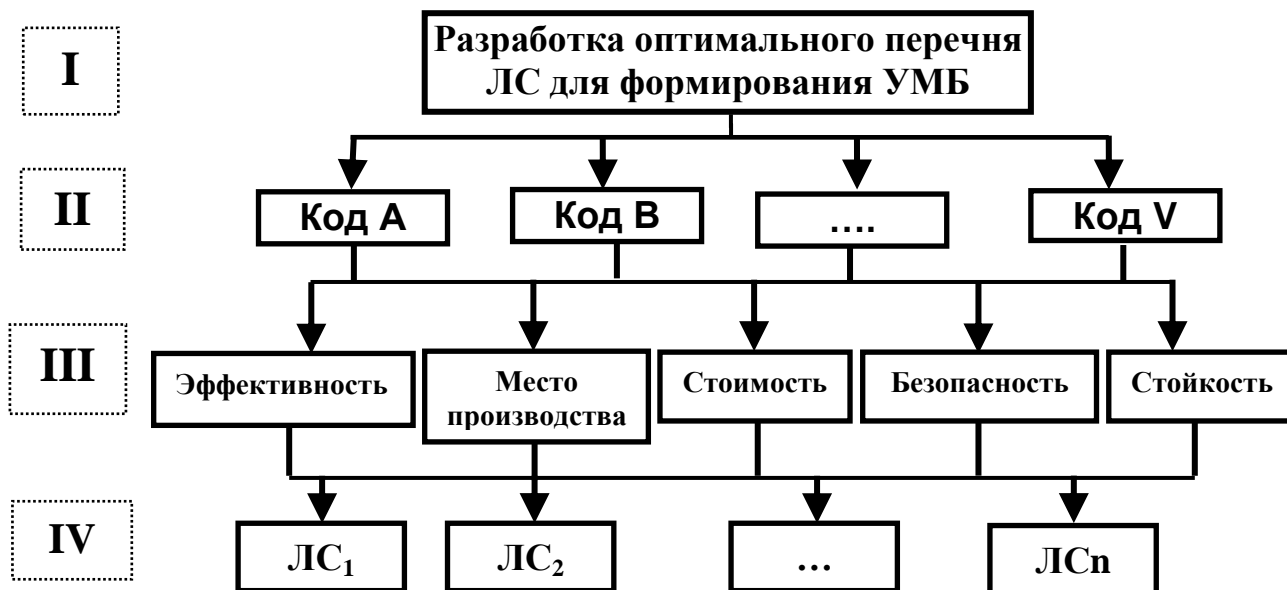 I
Разработка оптимального перечня
ЛС для формирования УМБ
II
Код А
Код В
….
Код V
III
Эффективность
Место
производства
Стоимость
Безопасность
Стойкость
IV
ЛС₁
ЛС₂
…
ЛСn